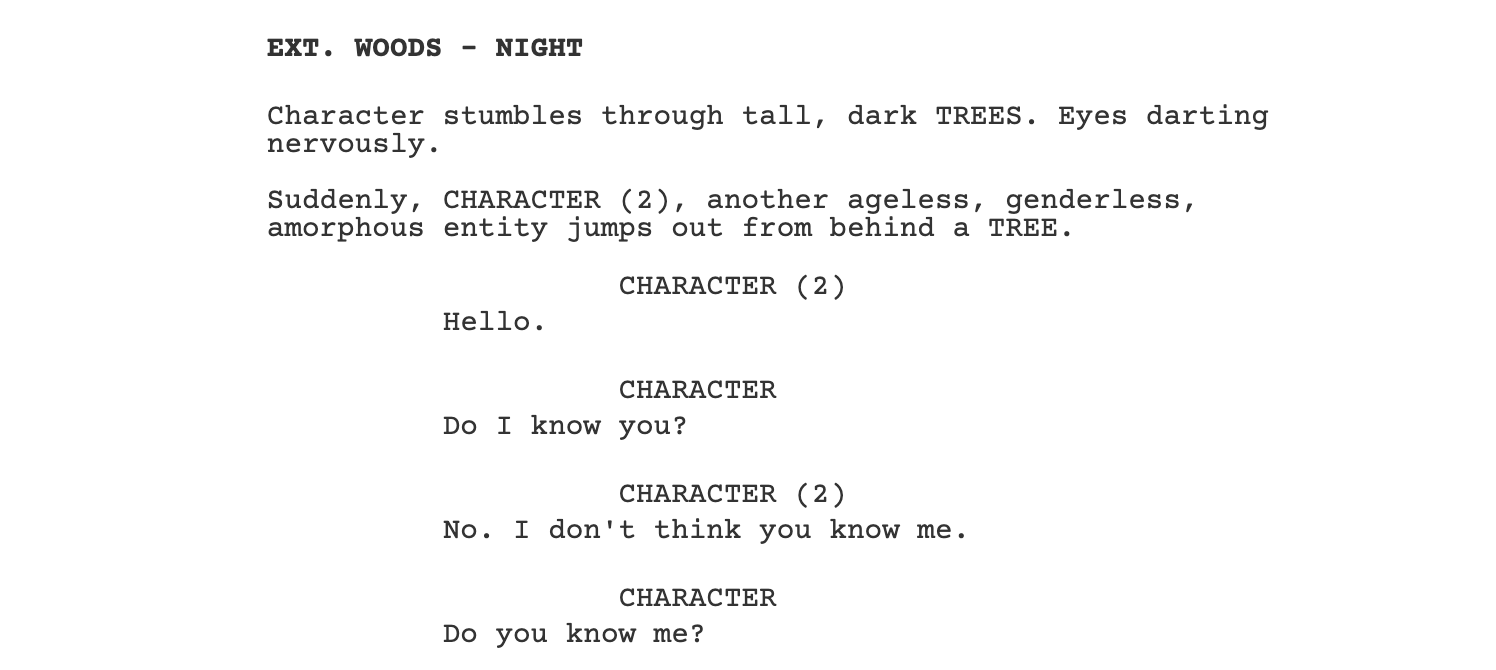 EXT. WOODS - NIGHT
Character stumbles through tall, dark TREES. Eyes darting
nervously.
Suddenly, CHARACTER (2), another ageless, genderless,
amorphous entity jumps out from behind a TREE.
CHARACTER (2)
Hello.
CHARACTER
Do I know you?
CHARACTER (2)
No. I don't think you know me.
CHARACTER
Do you know me?